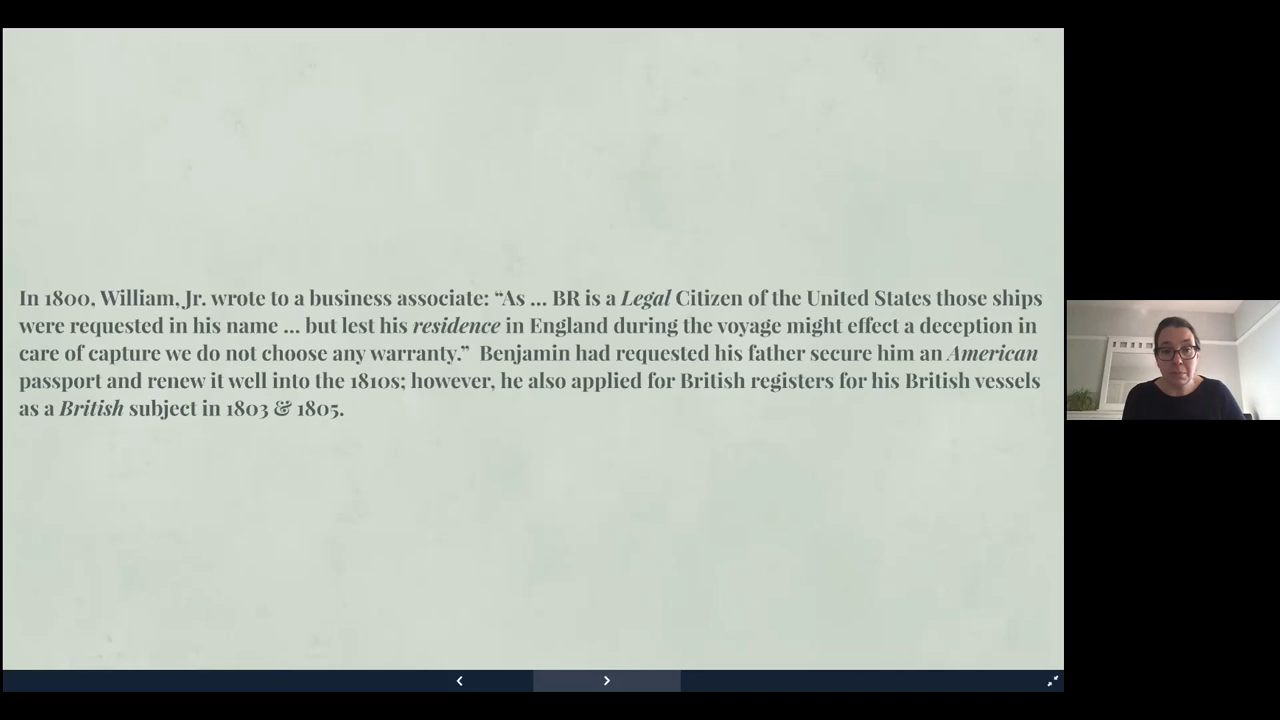 In 1800, William, Jr. wrote to a business associate: “As ... BR is a Legal Citizen of the United States those ships
were requested in his name ... but lest his residence in England during the voyage might effect a deception in
care of capture we do not choose any warranty.” Benjamin had requested his father secure him an American
passport and renew it well into the 1810s; however, he also applied for British registers for his British vessels
as a British subject in 1803 & 1805.